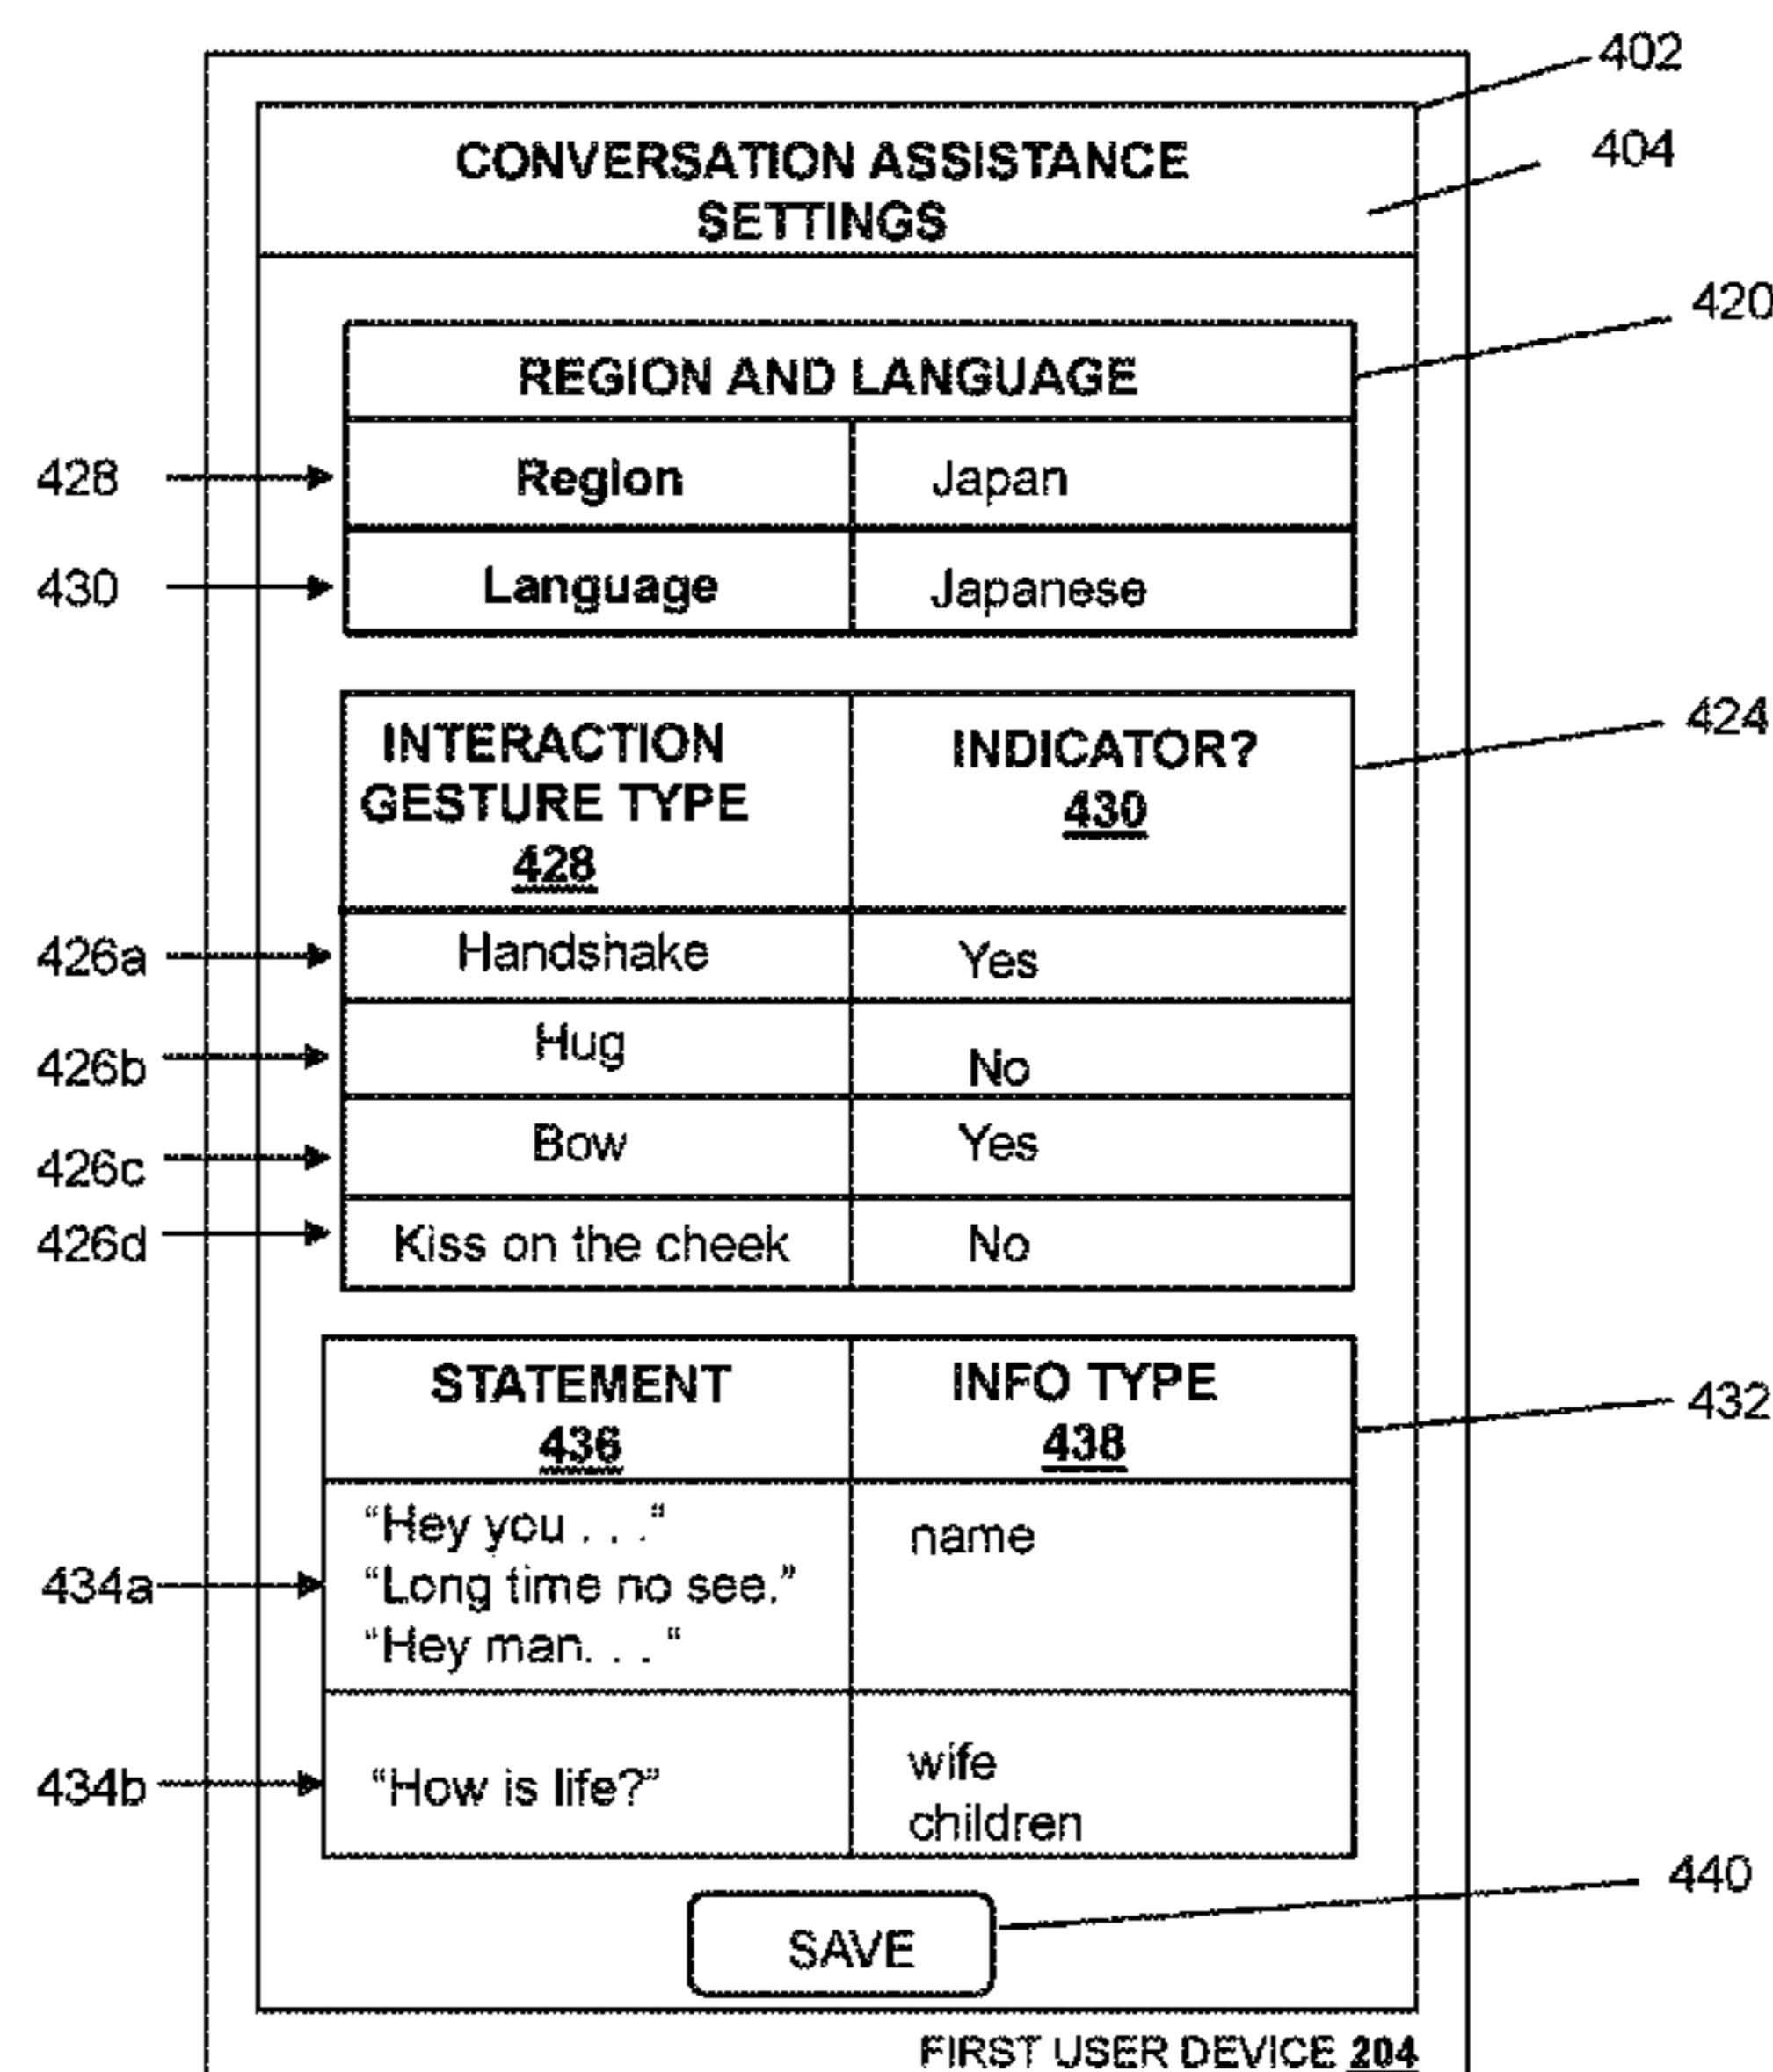 402
CONVERSATION ASSISTANCE
SETTINGS
404
420
REGION AND LANGUAGE
428 Region Japan
430 Language Japanese
424
INTERACTION
GESTURE TYPE
428
INDICATOR?
430
426a Handshake Yes
426b Hug No
426c Bow Yes
426d Kiss on the cheek No
432
STATEMENT
436
INFO TYPE
438
434a
“Hey you . . .“
“Long time no see.”
“Hey man. . . “
name
434b
“How is life?”
wife
children
440
SAVE
FIRST USER DEVICE 204